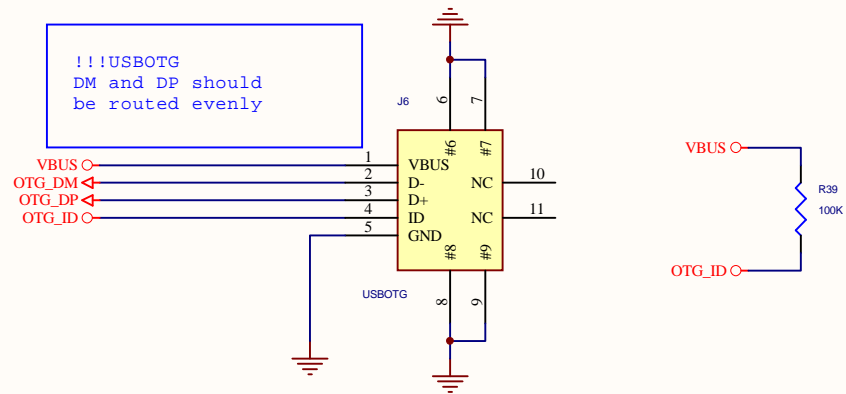 !!!USBOTG
DM and DP should
be routed evenly
J6
6
7
#6
#7
VBUS
1
VBUS
OTG_DM
2
D-
NC
10
OTG_DP
3
D+
OTG_ID
4
ID
NC
11
5
GND
#8
#9
USBOTG
8
9
VBUS
R39
100K
OTG_ID